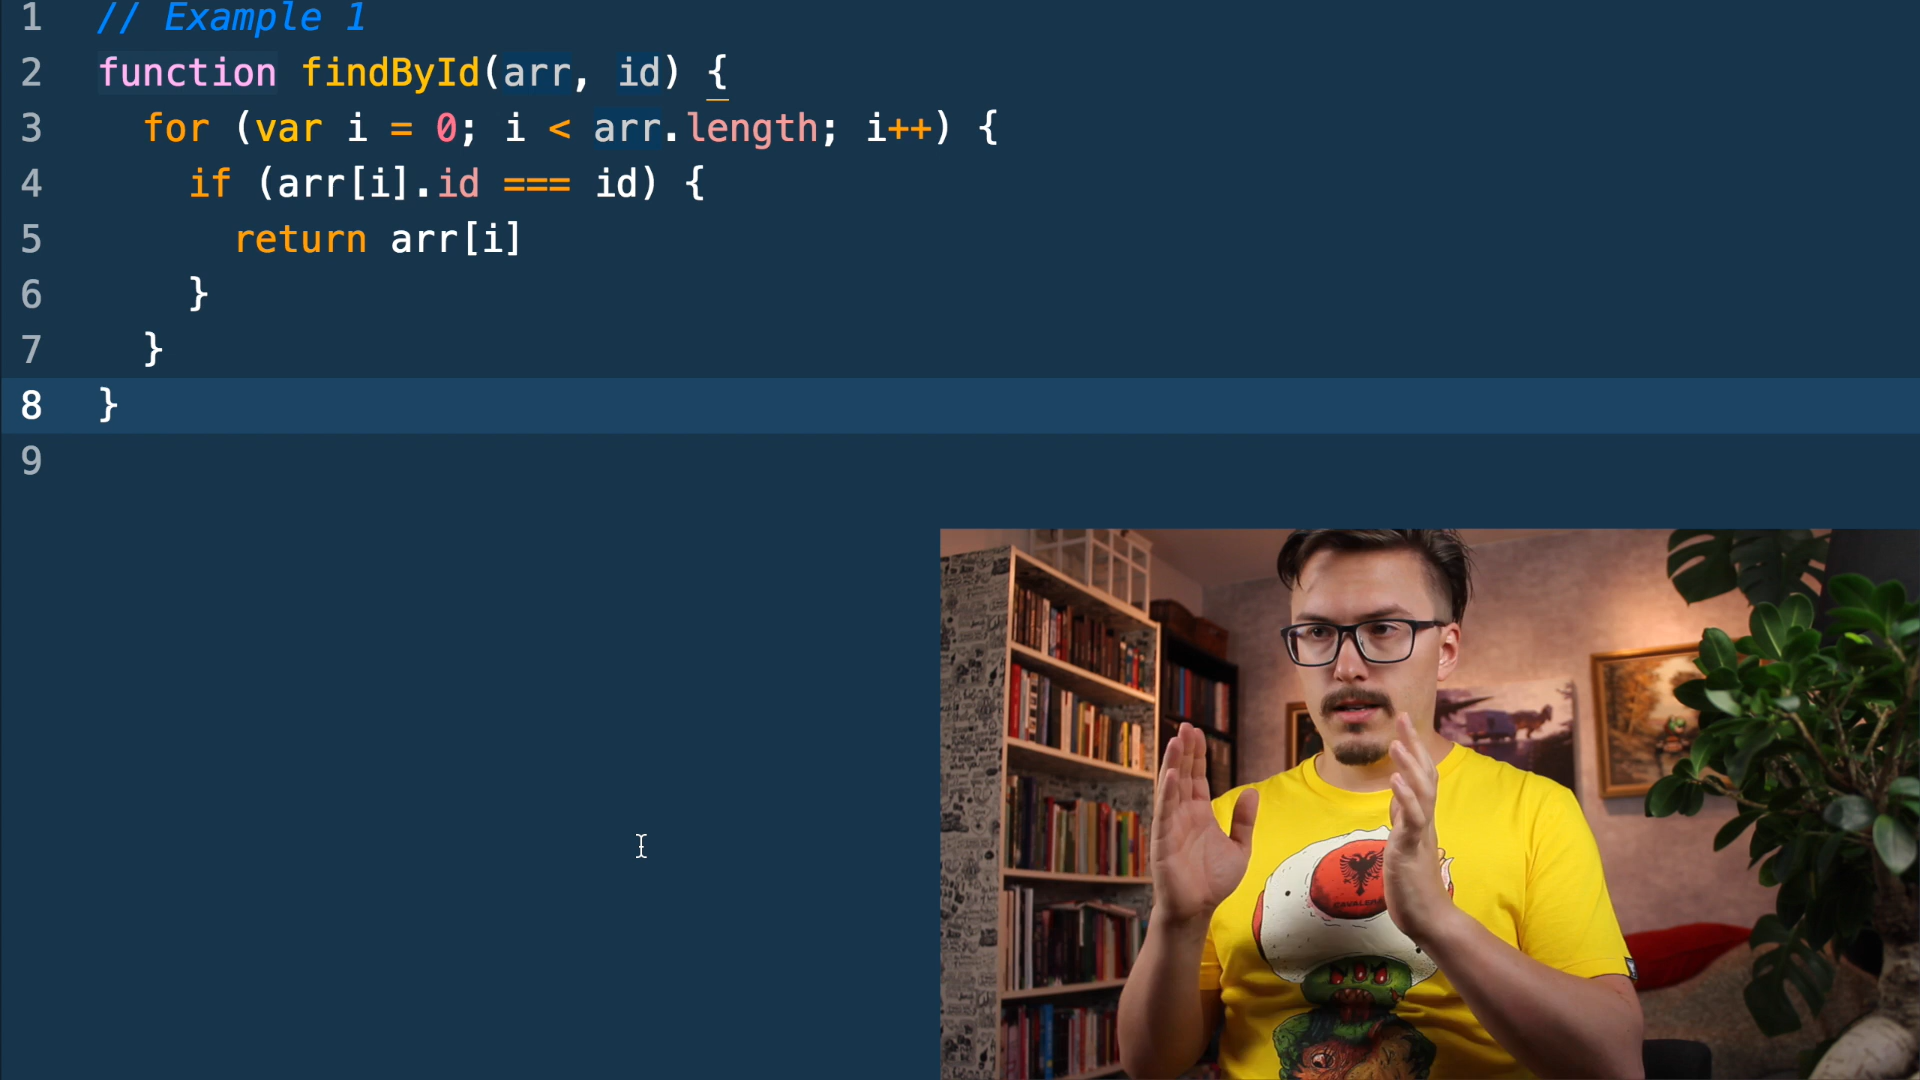 1 // Example 1
2 function findById(arr, id) {
3   for (var i = 0; i < arr.length; i++) {
4     if (arr[i].id === id) {
5       return arr[i]
6     }
7   }
8 }
9
CAVALERA